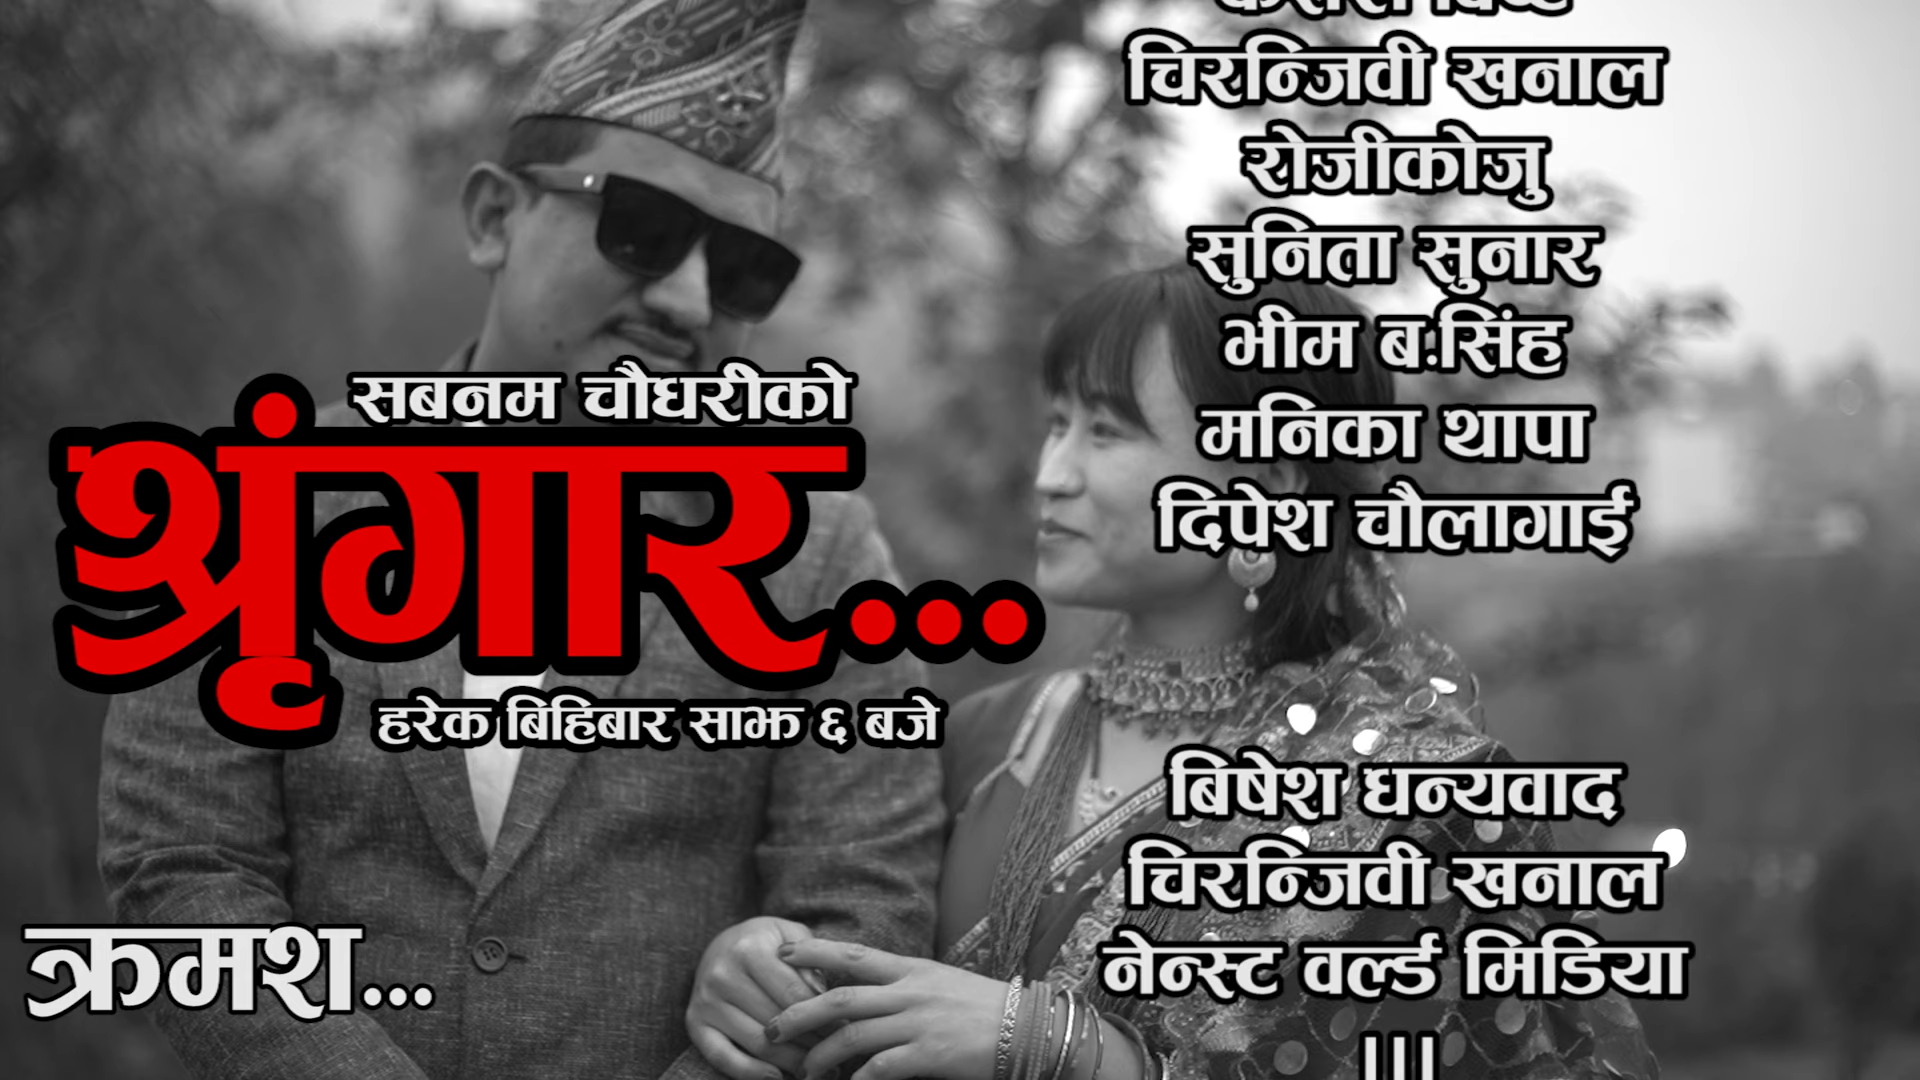 सबनम चौधरीको
श्रृंगार...
हरेक बिहिबार साझ ६ बजे
क्रमश...
चिरन्जिवी खनाल
रोजीकोजु
सुनिता सुनार
भीम ब.सिंह
मनिका थापा
दिपेश चौलागाई
बिषेश धन्यवाद
चिरन्जिवी खनाल
नेन्स्ट वर्ल्ड मिडिया